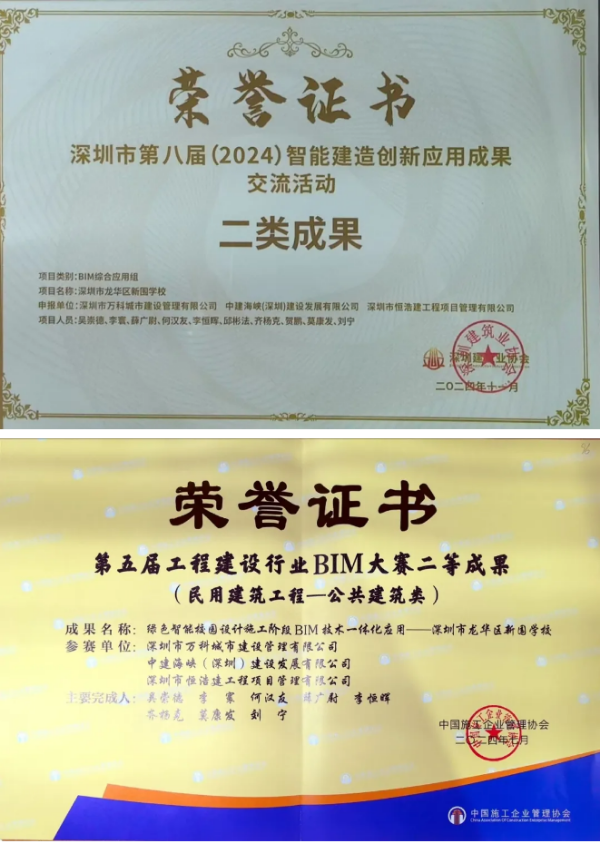 荣誉证书
深圳市第八届(2024)智能建造创新应用成果
交流活动
二类成果
项目类别:BIM综合应用组
项目名称:深圳市龙华区新围学校
申报单位:深圳市万科城市建设管理有限公司 中建海峡(深圳)建设发展有限公司 深圳市恒浩建工程项目管理有限公司
项目人员:吴崇德、李寰、薛广尉、何汉友、李恒晖、邱彬法、齐杨克、贺鹏、莫康发、刘宁
深圳建筑业协会
二〇二四年十一月
荣誉证书
第五届工程建设行业BIM大赛二等成果
(民用建筑工程—公共建筑类)
成果名称: 绿色智能校园设计施工阶段BIM技术一体化应用——深圳市龙华区新围学校
参赛单位: 深圳市万科城市建设管理有限公司
中建海峡(深圳)建设发展有限公司
深圳市恒浩建工程项目管理有限公司
主要完成人: 吴崇德 李寰 何汉友 薛广尉 李恒晖
齐杨克 莫康发 刘宁
中国施工企业管理协会
二〇二四年七月
中国施工企业管理协会
China Association of Construction Enterprise Management